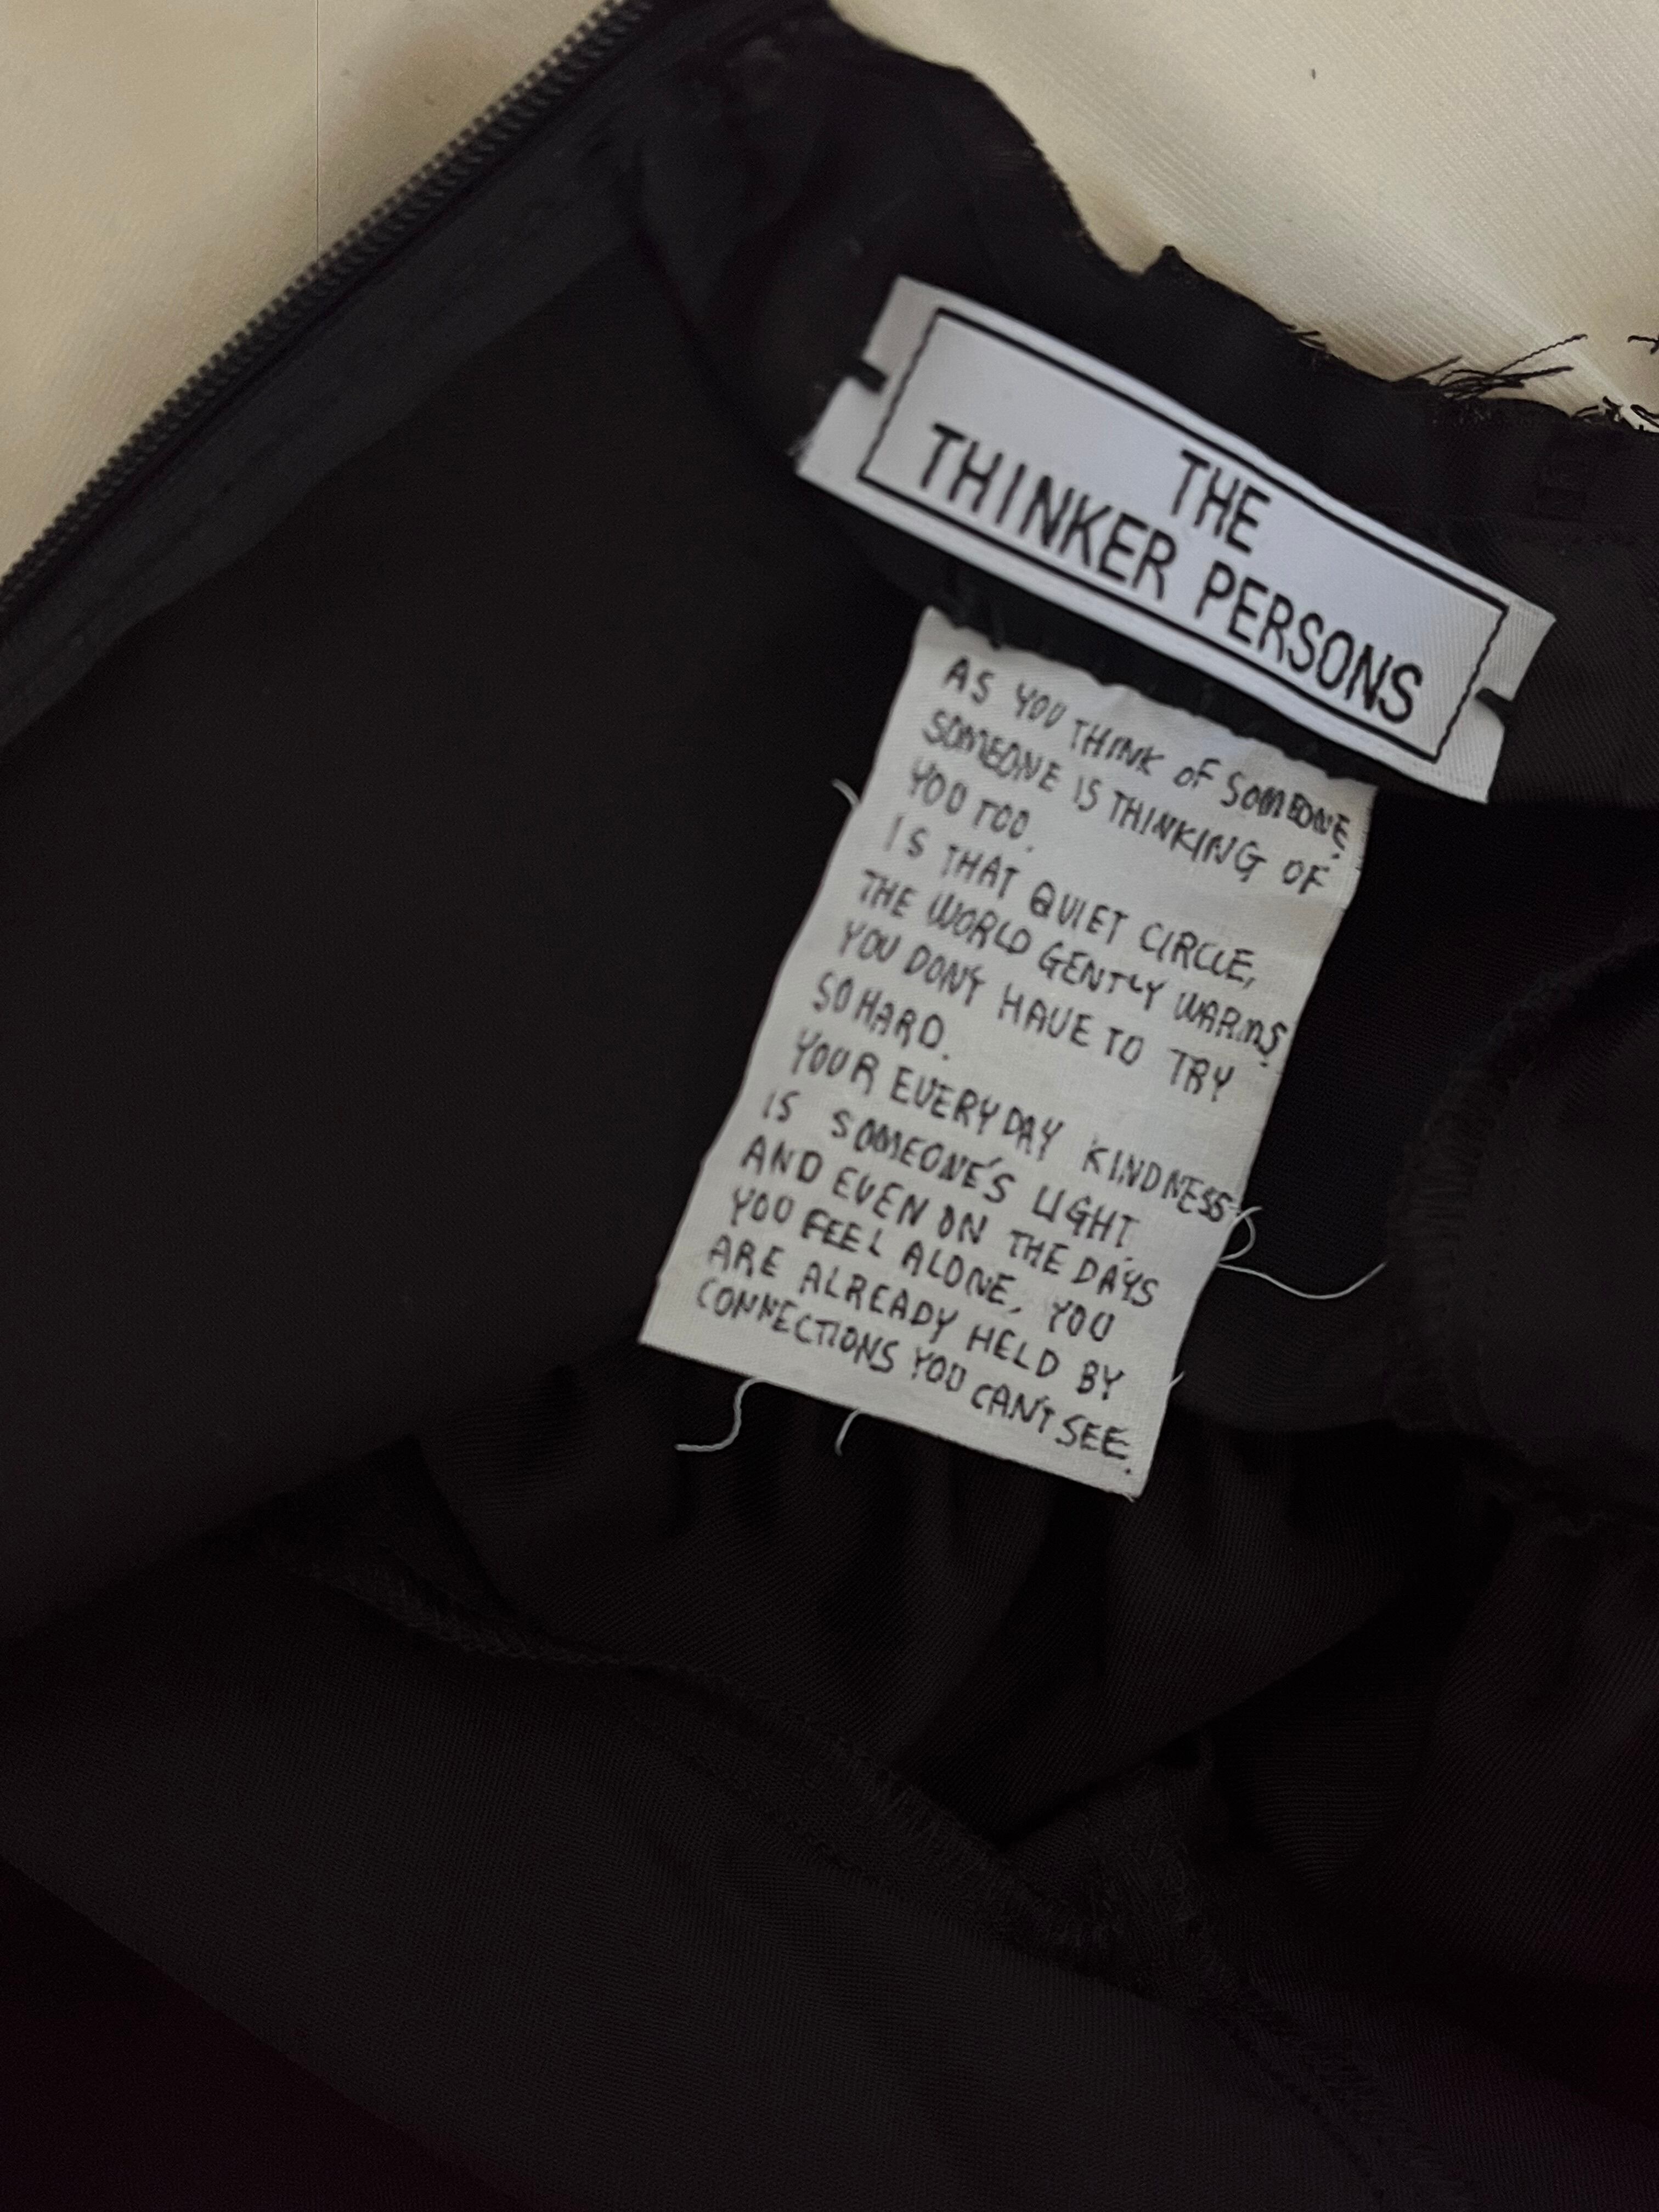 THE
THINKER PERSONS
AS YOU THINK OF SOMEONE,
SOMEONE IS THINKING OF
YOU TOO.
IS THAT QUIET CIRCLE,
THE WORLD GENTLY WARMS.
YOU DON'T HAVE TO TRY
SO HARD.
YOUR EVERYDAY KINDNESS
IS SOMEONE'S LIGHT.
AND EVEN ON THE DAYS
YOU FEEL ALONE, YOU
ARE ALREADY HELD BY
CONNECTIONS YOU CAN'T SEE.